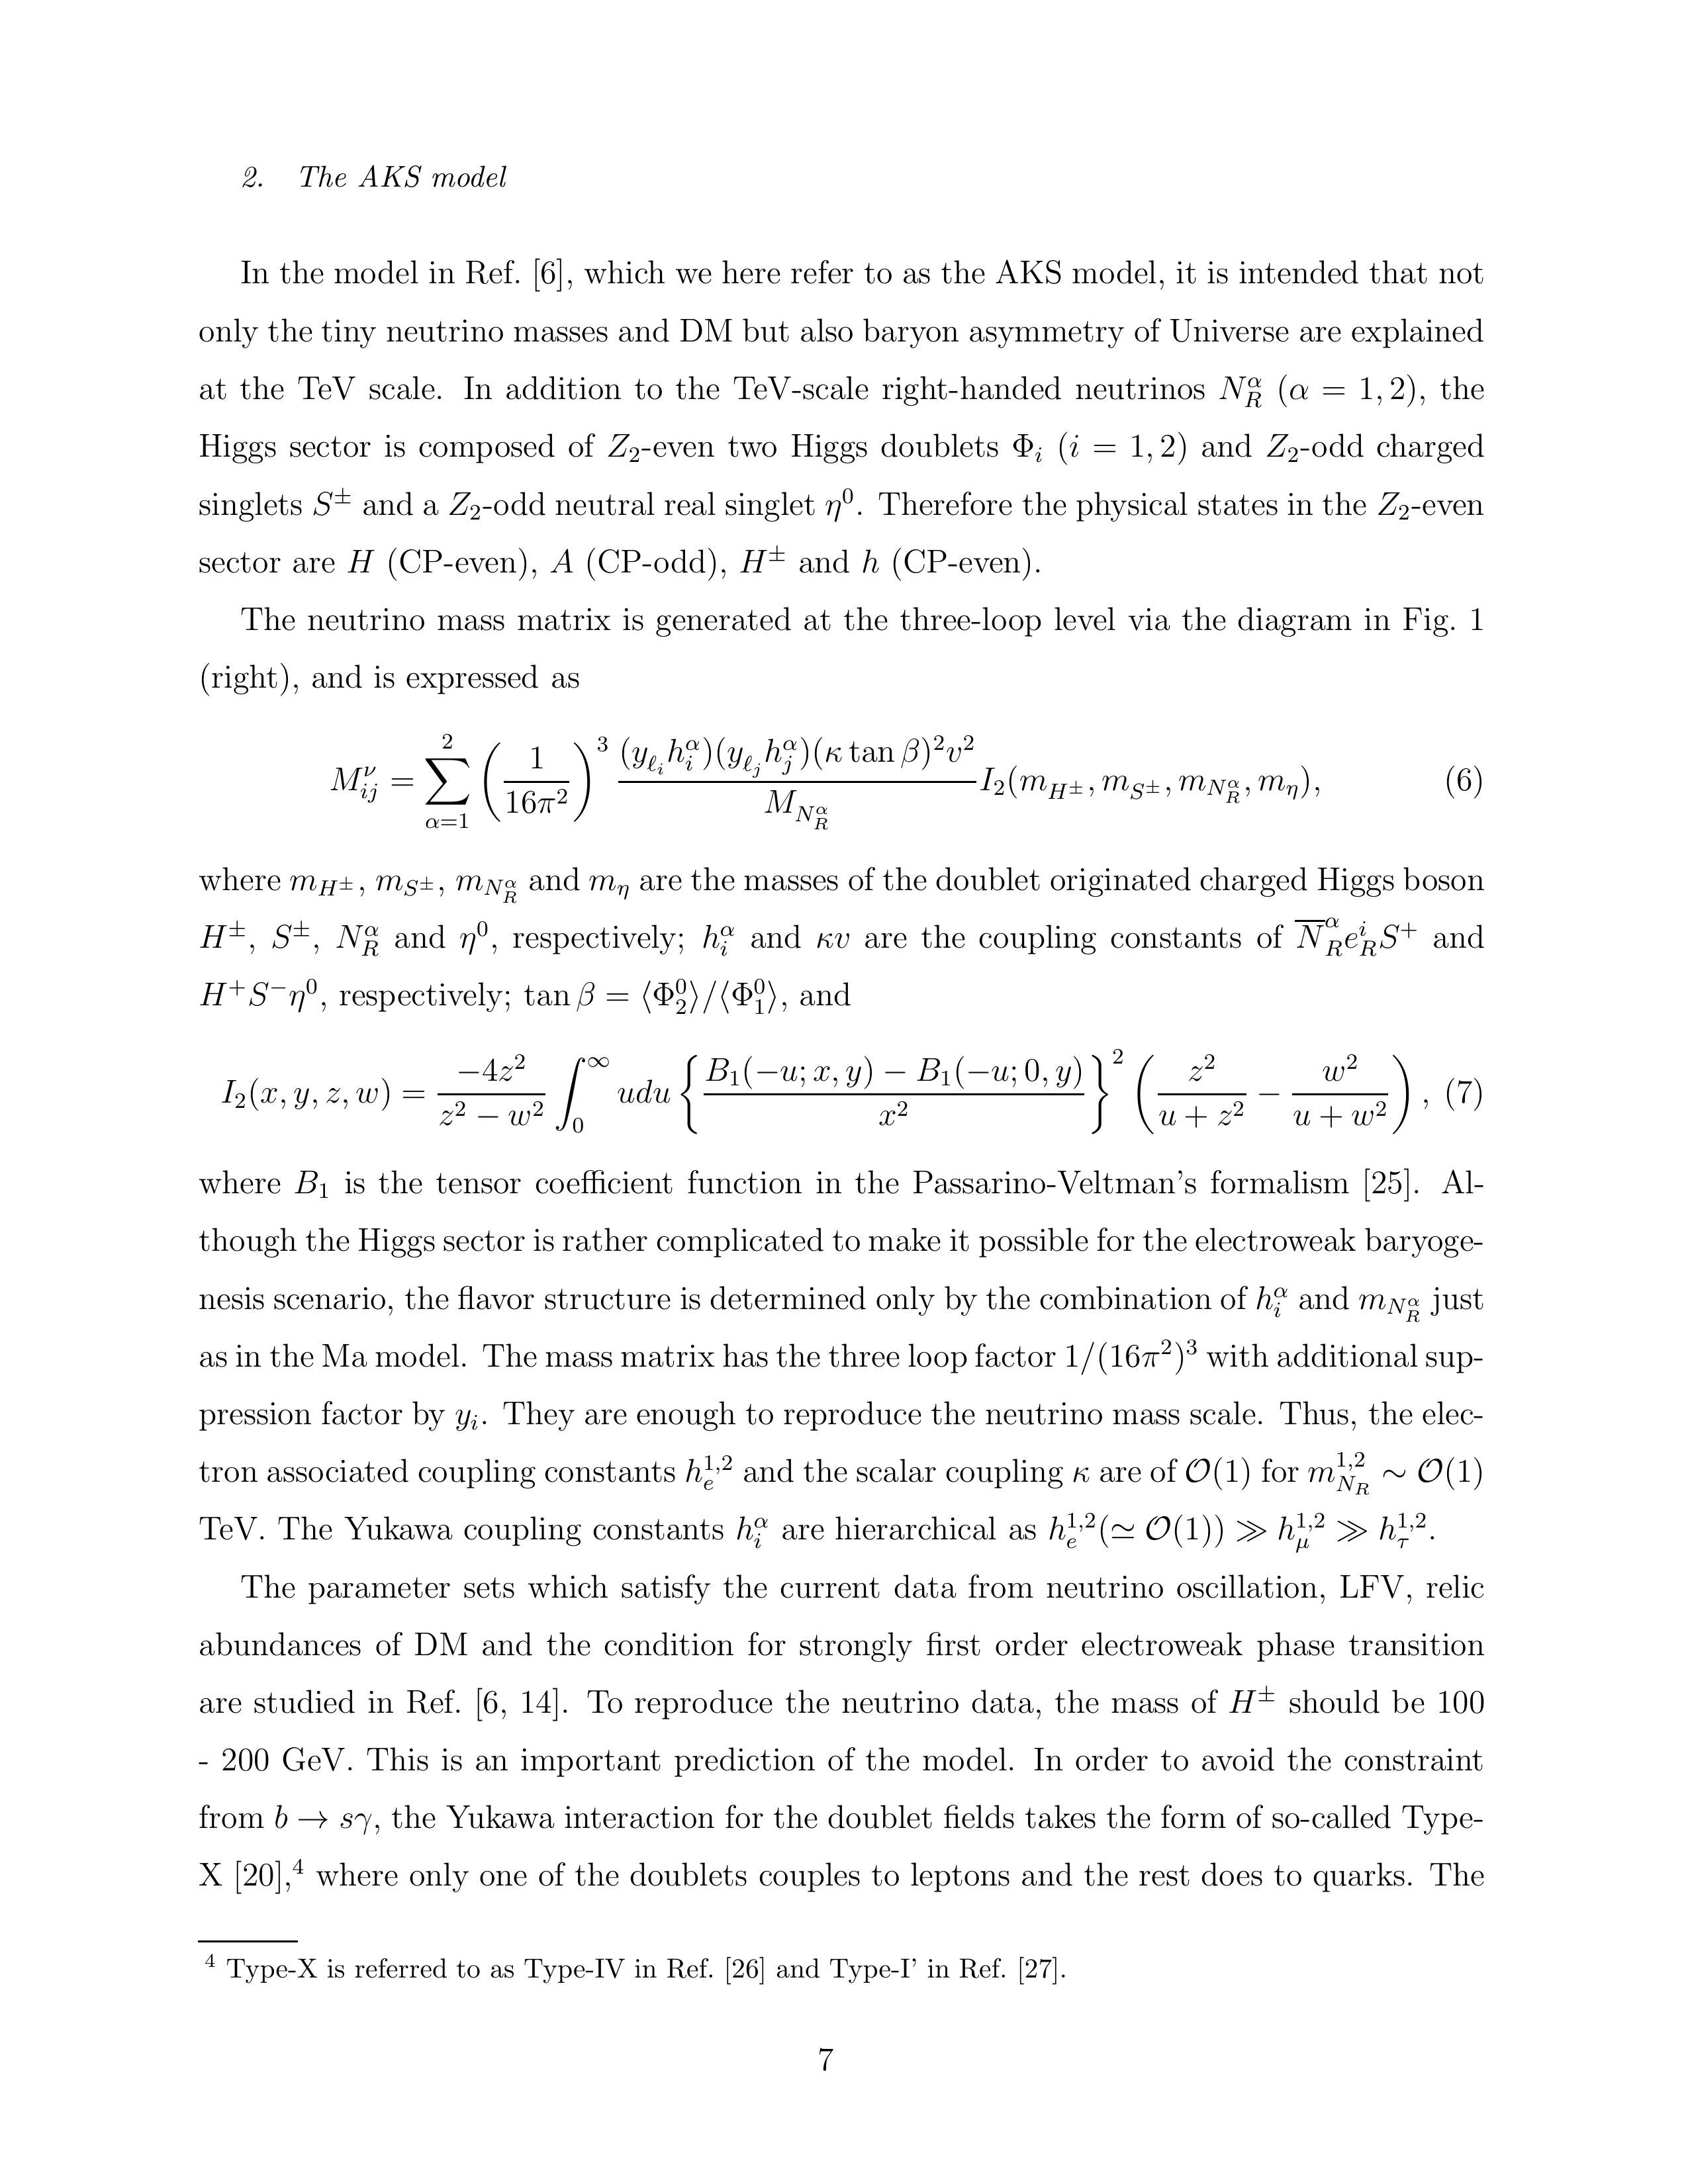 2. The AKS model
In the model in Ref. [6], which we here refer to as the AKS model, it is intended that not
only the tiny neutrino masses and DM but also baryon asymmetry of Universe are explained
at the TeV scale. In addition to the TeV-scale right-handed neutrinos $N_R^\alpha$ ($\alpha = 1, 2$), the
Higgs sector is composed of $Z_2$-even two Higgs doublets $\Phi_i$ ($i = 1, 2$) and $Z_2$-odd charged
singlets $S^\pm$ and a $Z_2$-odd neutral real singlet $\eta^0$. Therefore the physical states in the $Z_2$-even
sector are $H$ (CP-even), $A$ (CP-odd), $H^\pm$ and $h$ (CP-even).
The neutrino mass matrix is generated at the three-loop level via the diagram in Fig. 1
(right), and is expressed as
$M_{ij}^\nu = \sum_{\alpha=1}^{2} \left( \frac{1}{16\pi^2} \right)^3 \frac{(y_{\ell_i} h_i^\alpha)(y_{\ell_j} h_j^\alpha)(\kappa \tan\beta)^2 v^2}{M_{N_R^\alpha}} I_2(m_{H^\pm}, m_{S^\pm}, m_{N_R^\alpha}, m_\eta),$ (6)
where $m_{H^\pm}$, $m_{S^\pm}$, $m_{N_R^\alpha}$ and $m_\eta$ are the masses of the doublet originated charged Higgs boson
$H^\pm$, $S^\pm$, $N_R^\alpha$ and $\eta^0$, respectively; $h_i^\alpha$ and $\kappa v$ are the coupling constants of $\overline{N}_R^\alpha e_R^i S^+$ and
$H^+ S^- \eta^0$, respectively; $\tan\beta = \langle\Phi_2^0\rangle/\langle\Phi_1^0\rangle$, and
$I_2(x, y, z, w) = \frac{-4z^2}{z^2 - w^2} \int_0^\infty u du \left\{ \frac{B_1(-u; x, y) - B_1(-u; 0, y)}{x^2} \right\}^2 \left( \frac{z^2}{u + z^2} - \frac{w^2}{u + w^2} \right),$ (7)
where $B_1$ is the tensor coefficient function in the Passarino-Veltman's formalism [25]. Al-
though the Higgs sector is rather complicated to make it possible for the electroweak baryoge-
nesis scenario, the flavor structure is determined only by the combination of $h_i^\alpha$ and $m_{N_R^\alpha}$ just
as in the Ma model. The mass matrix has the three loop factor $1/(16\pi^2)^3$ with additional sup-
pression factor by $y_i$. They are enough to reproduce the neutrino mass scale. Thus, the elec-
tron associated coupling constants $h_e^{1,2}$ and the scalar coupling $\kappa$ are of $\mathcal{O}(1)$ for $m_{N_R}^{1,2} \sim \mathcal{O}(1)$
TeV. The Yukawa coupling constants $h_i^\alpha$ are hierarchical as $h_e^{1,2}(\simeq \mathcal{O}(1)) \gg h_\mu^{1,2} \gg h_\tau^{1,2}$.
The parameter sets which satisfy the current data from neutrino oscillation, LFV, relic
abundances of DM and the condition for strongly first order electroweak phase transition
are studied in Ref. [6, 14]. To reproduce the neutrino data, the mass of $H^\pm$ should be 100
- 200 GeV. This is an important prediction of the model. In order to avoid the constraint
from $b \to s\gamma$, the Yukawa interaction for the doublet fields takes the form of so-called Type-
X [20],$^4$ where only one of the doublets couples to leptons and the rest does to quarks. The
$^4$ Type-X is referred to as Type-IV in Ref. [26] and Type-I' in Ref. [27].
7